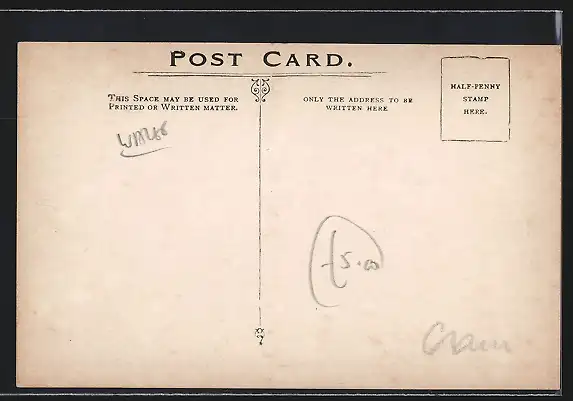 POST CARD.
THIS SPACE MAY BE USED FOR
PRINTED OR WRITTEN MATTER.
ONLY THE ADDRESS TO BE
WRITTEN HERE
HALF-PENNY
STAMP
HERE.
£5.00